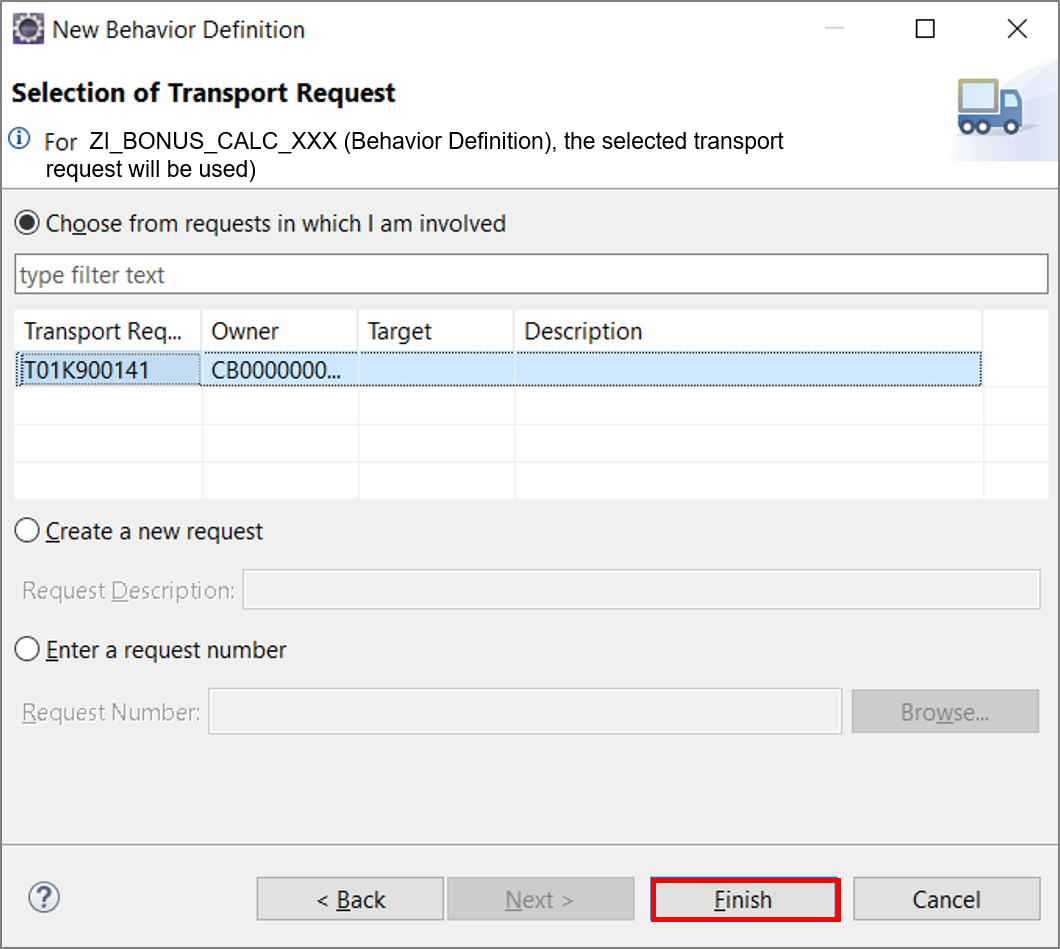 New Behavior Definition
Selection of Transport Request
For ZI_BONUS_CALC_XXX (Behavior Definition), the selected transport
request will be used)
Choose from requests in which I am involved
type filter text
Transport Req... Owner Target Description
T01K900141 CB0000000...
Create a new request
Request Description:
Enter a request number
Request Number: Browse...
? < Back Next > Finish Cancel